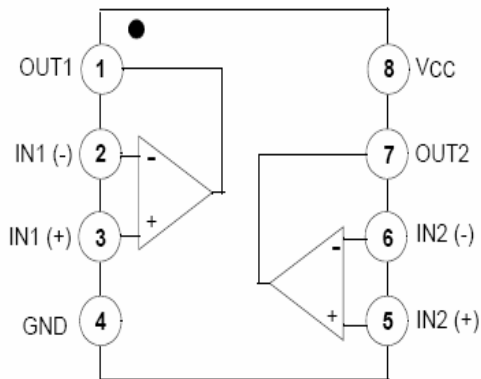 OUT1 1
8 Vcc
IN1 (-) 2 -
7 OUT2
IN1 (+) 3 +
- 6 IN2 (-)
GND 4
+ 5 IN2 (+)